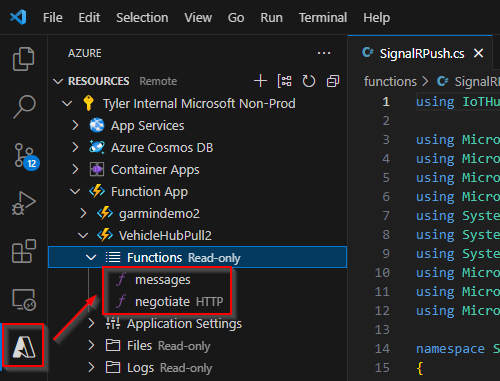 File Edit Selection View Go Run Terminal Help
AZURE ...
SignalRPush.cs ×
RESOURCES Remote
functions > SignalR
Tyler Internal Microsoft Non-Prod
App Services
Azure Cosmos DB
Container Apps
Function App
garmindemo2
VehicleHubPull2
Functions Read-only
messages
negotiate HTTP
Application Settings
Files Read-only
Logs Read-only
12
1 using IoTHu
2
3 using Micro
4 using Micro
5 using Micro
6 using Micro
7 using Syste
8 using Syste
9 using Syste
10 using Micro
11 using Micro
12 using Micro
13
14 namespace S
15 {